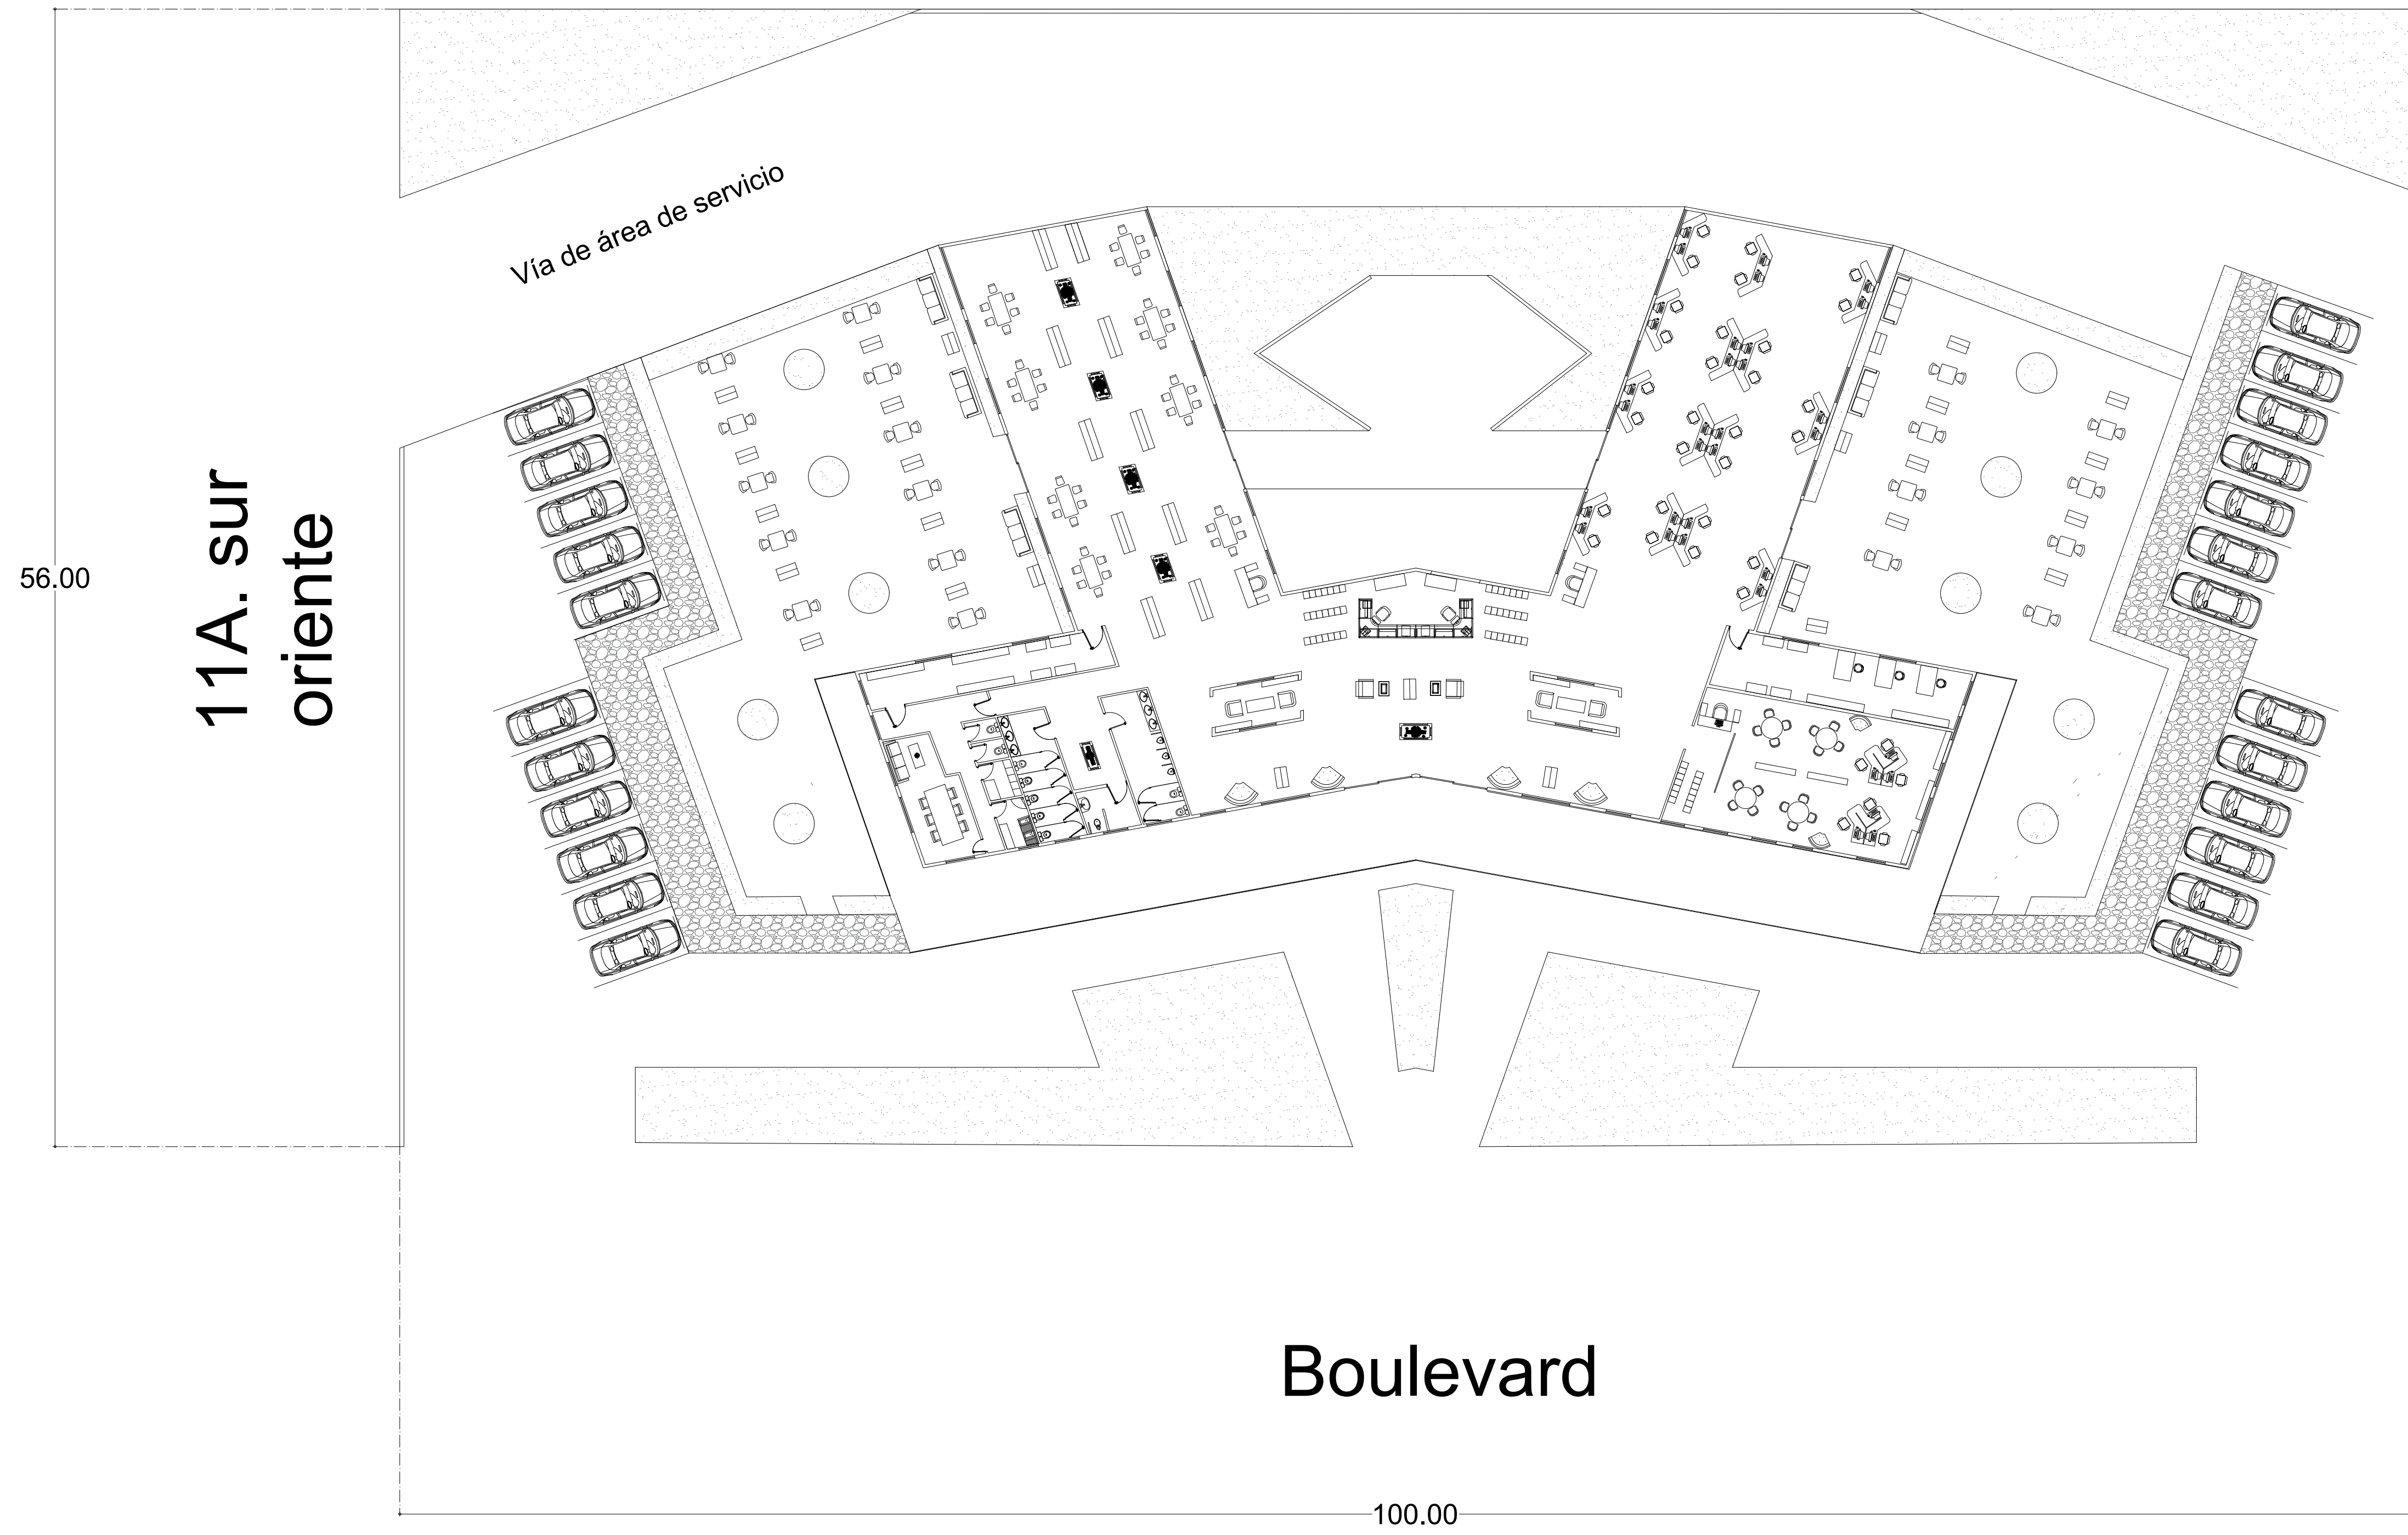 Vía de área de servicio
11A. sur
oriente
56.00
Boulevard
100.00